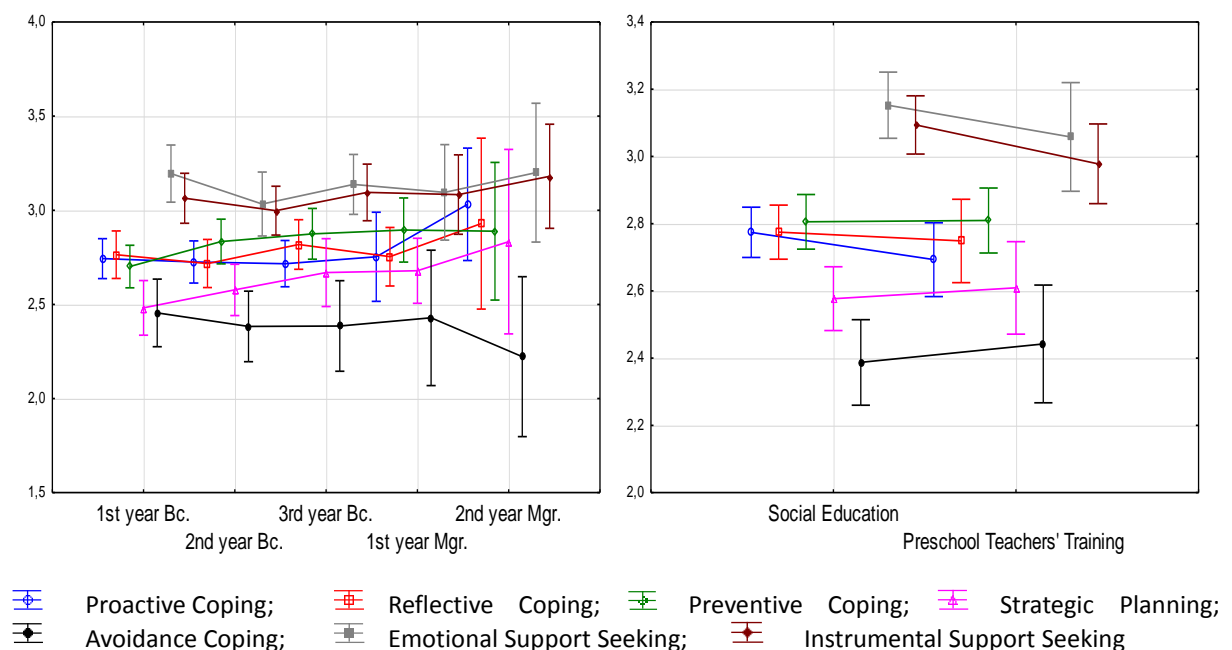 4,0
3,5
3,0
2,5
2,0
1,5
1st year Bc.
2nd year Bc.
3rd year Bc.
1st year Mgr.
2nd year Mgr.
3,4
3,2
3,0
2,8
2,6
2,4
2,2
2,0
Social Education
Preschool Teachers' Training
Proactive Coping; Reflective Coping; Preventive Coping; Strategic Planning;
Avoidance Coping; Emotional Support Seeking; Instrumental Support Seeking